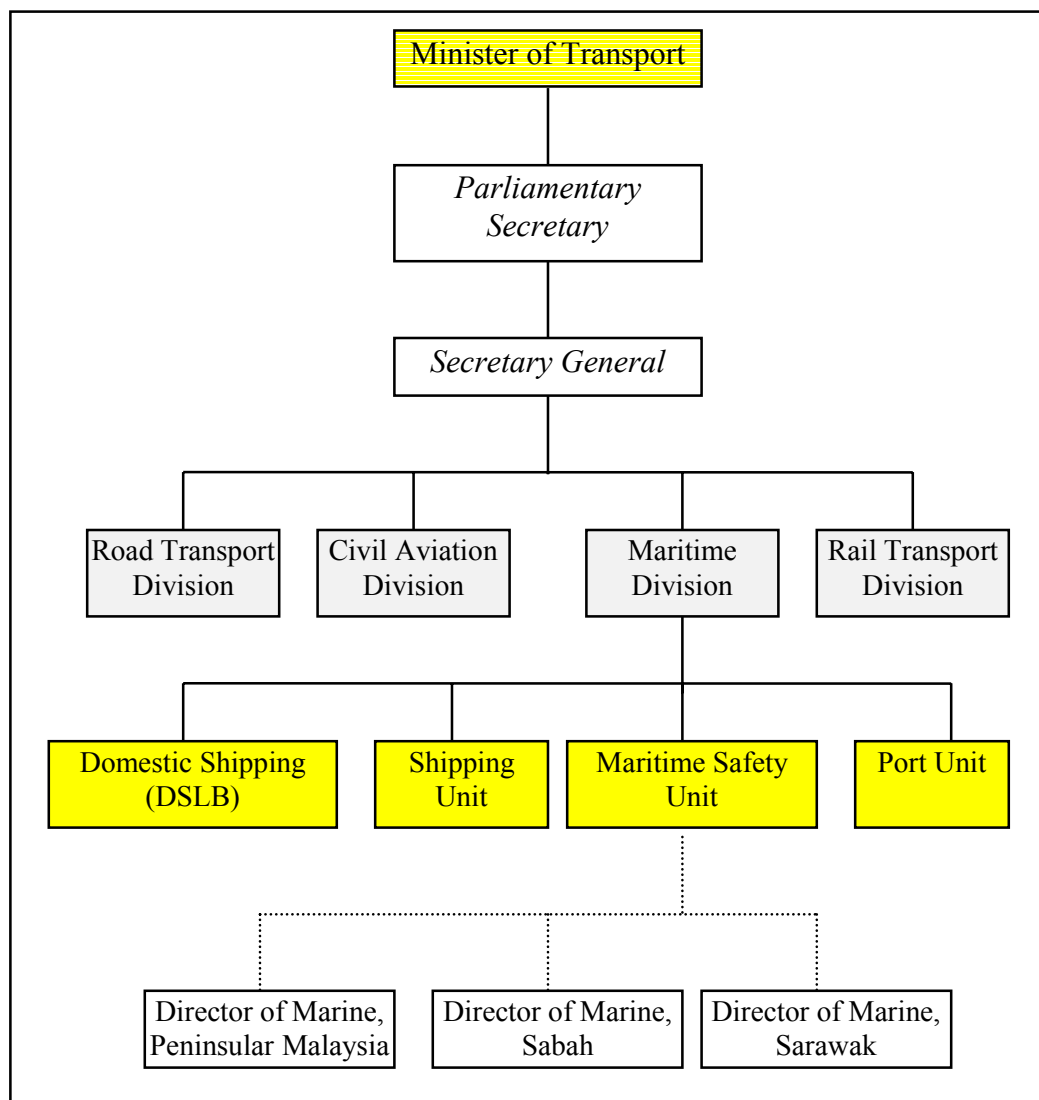 Minister of Transport
Parliamentary
Secretary
Secretary General
Road Transport
Division
Civil Aviation
Division
Maritime
Division
Rail Transport
Division
Domestic Shipping
(DSLB)
Shipping
Unit
Maritime Safety
Unit
Port Unit
Director of Marine,
Peninsular Malaysia
Director of Marine,
Sabah
Director of Marine,
Sarawak